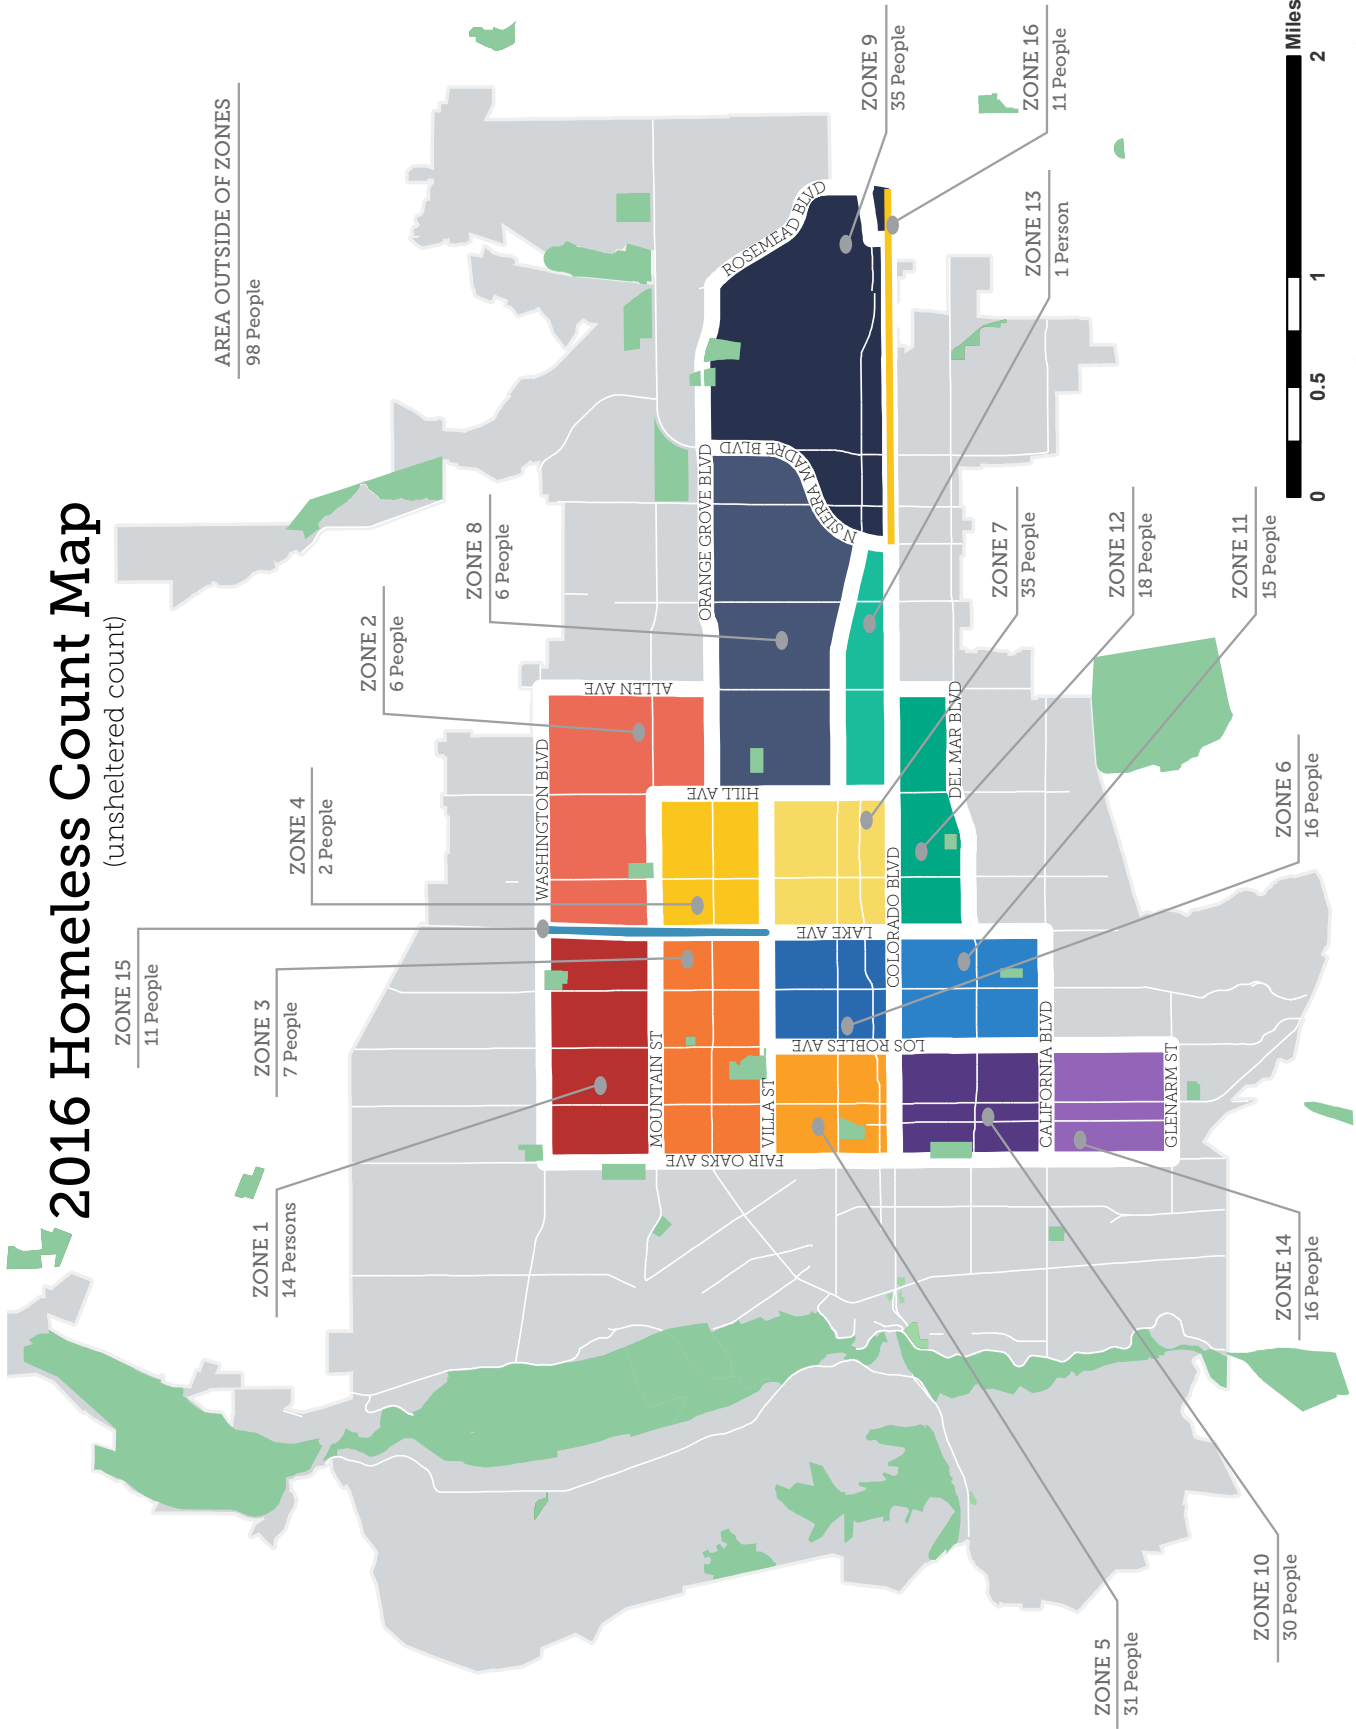 2016 Homeless Count Map
(unsheltered count)
AREA OUTSIDE OF ZONES
98 People
ZONE 15
11 People
ZONE 4
2 People
ZONE 2
6 People
ZONE 8
6 People
ZONE 3
7 People
ZONE 1
14 Persons
ZONE 9
35 People
ZONE 16
11 People
ZONE 13
1 Person
ZONE 7
35 People
ZONE 12
18 People
ZONE 11
15 People
ZONE 6
16 People
ZONE 14
16 People
ZONE 10
30 People
ZONE 5
31 People
WASHINGTON BLVD
ALLEN AVE
ORANGE GROVE BLVD
ROSEMEAD BLVD
N SIERRA MADRE BLVD
HILL AVE
MOUNTAIN ST
VILLA ST
FAIR OAKS AVE
LAKE AVE
LOS ROBLES AVE
COLORADO BLVD
DEL MAR BLVD
CALIFORNIA BLVD
GLENARM ST
0
0.5
1
2
Miles